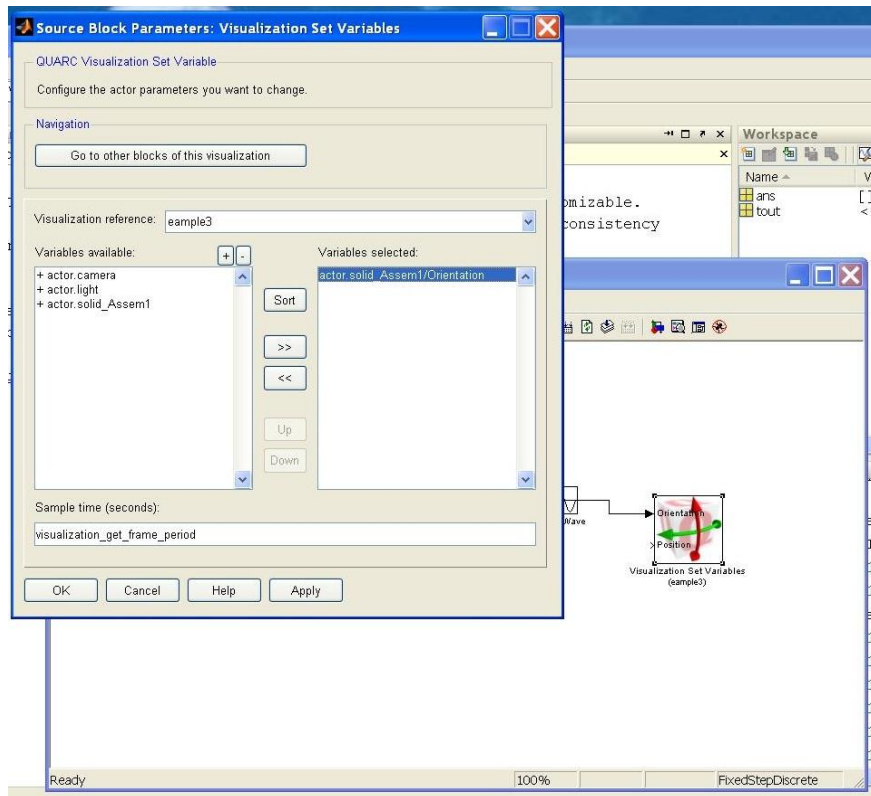 Source Block Parameters: Visualization Set Variables
QUARC Visualization Set Variable
Configure the actor parameters you want to change.
Navigation
Go to other blocks of this visualization
Visualization reference: eample3
Variables available:
+ -
Variables selected:
+ actor.camera
+ actor.light
+ actor.solid_Assem1
actor.solid_Assem1/Orientation
Sort
>>
<<
Up
Down
Sample time (seconds):
visualization_get_frame_period
OK Cancel Help Apply
Workspace
Name
ans
tout
omizable.
consistency
Wave
Orientation
Position
Visualization Set Variables
(eample3)
Ready 100% FixedStepDiscrete